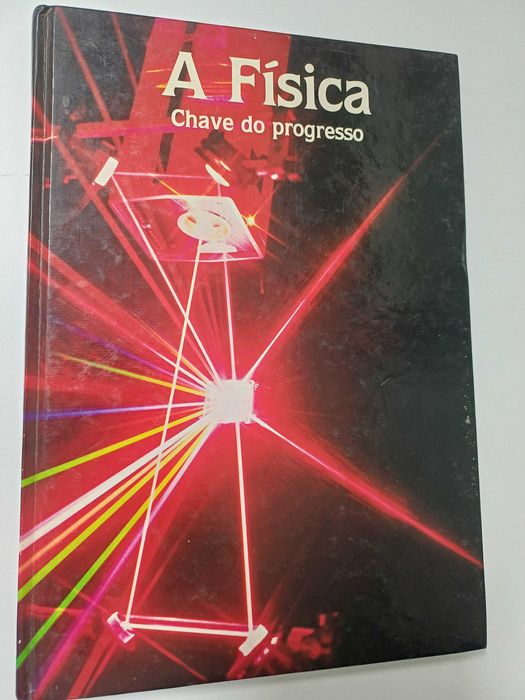 A Física
Chave do progresso